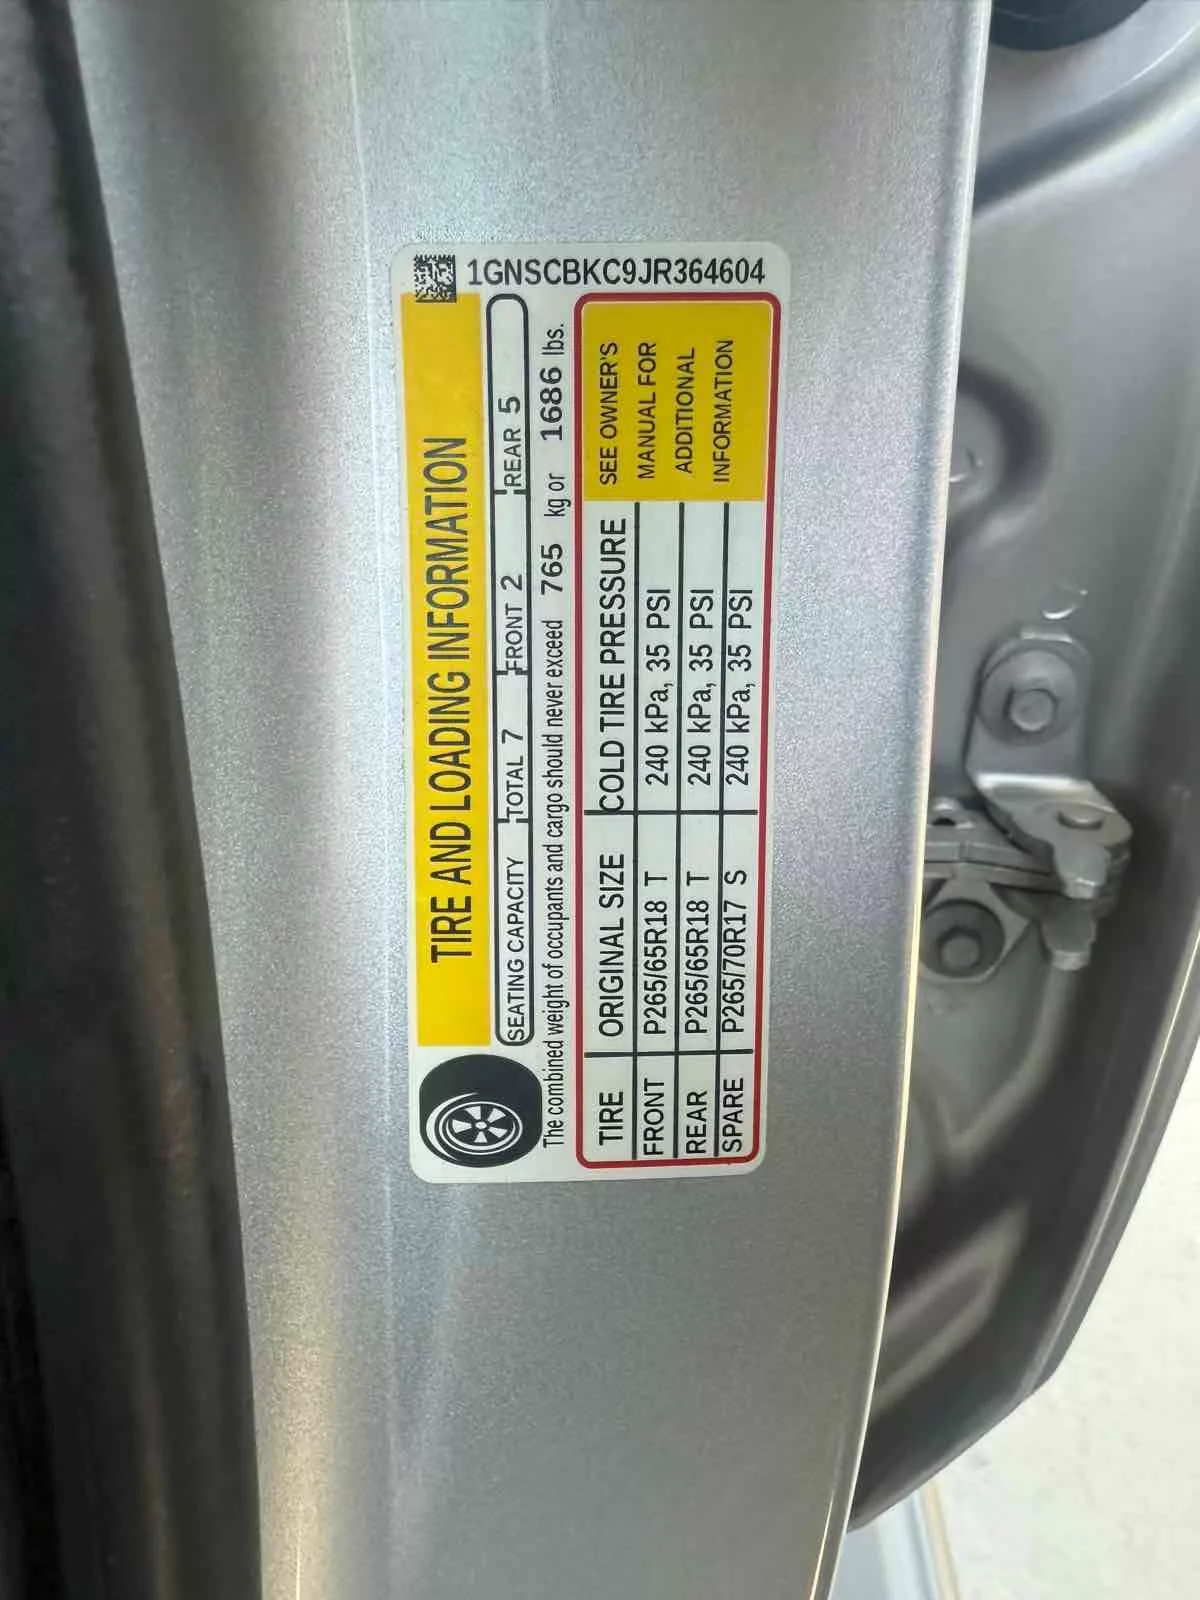 1GNSCBKC9JR364604
TIRE AND LOADING INFORMATION
SEATING CAPACITY TOTAL 7 FRONT 2 REAR 5
The combined weight of occupants and cargo should never exceed 765 kg or 1686 lbs.
TIRE ORIGINAL SIZE COLD TIRE PRESSURE
FRONT P265/65R18 T 240 kPa, 35 PSI
REAR P265/65R18 T 240 kPa, 35 PSI
SPARE P265/70R17 S 240 kPa, 35 PSI
SEE OWNER'S
MANUAL FOR
ADDITIONAL
INFORMATION